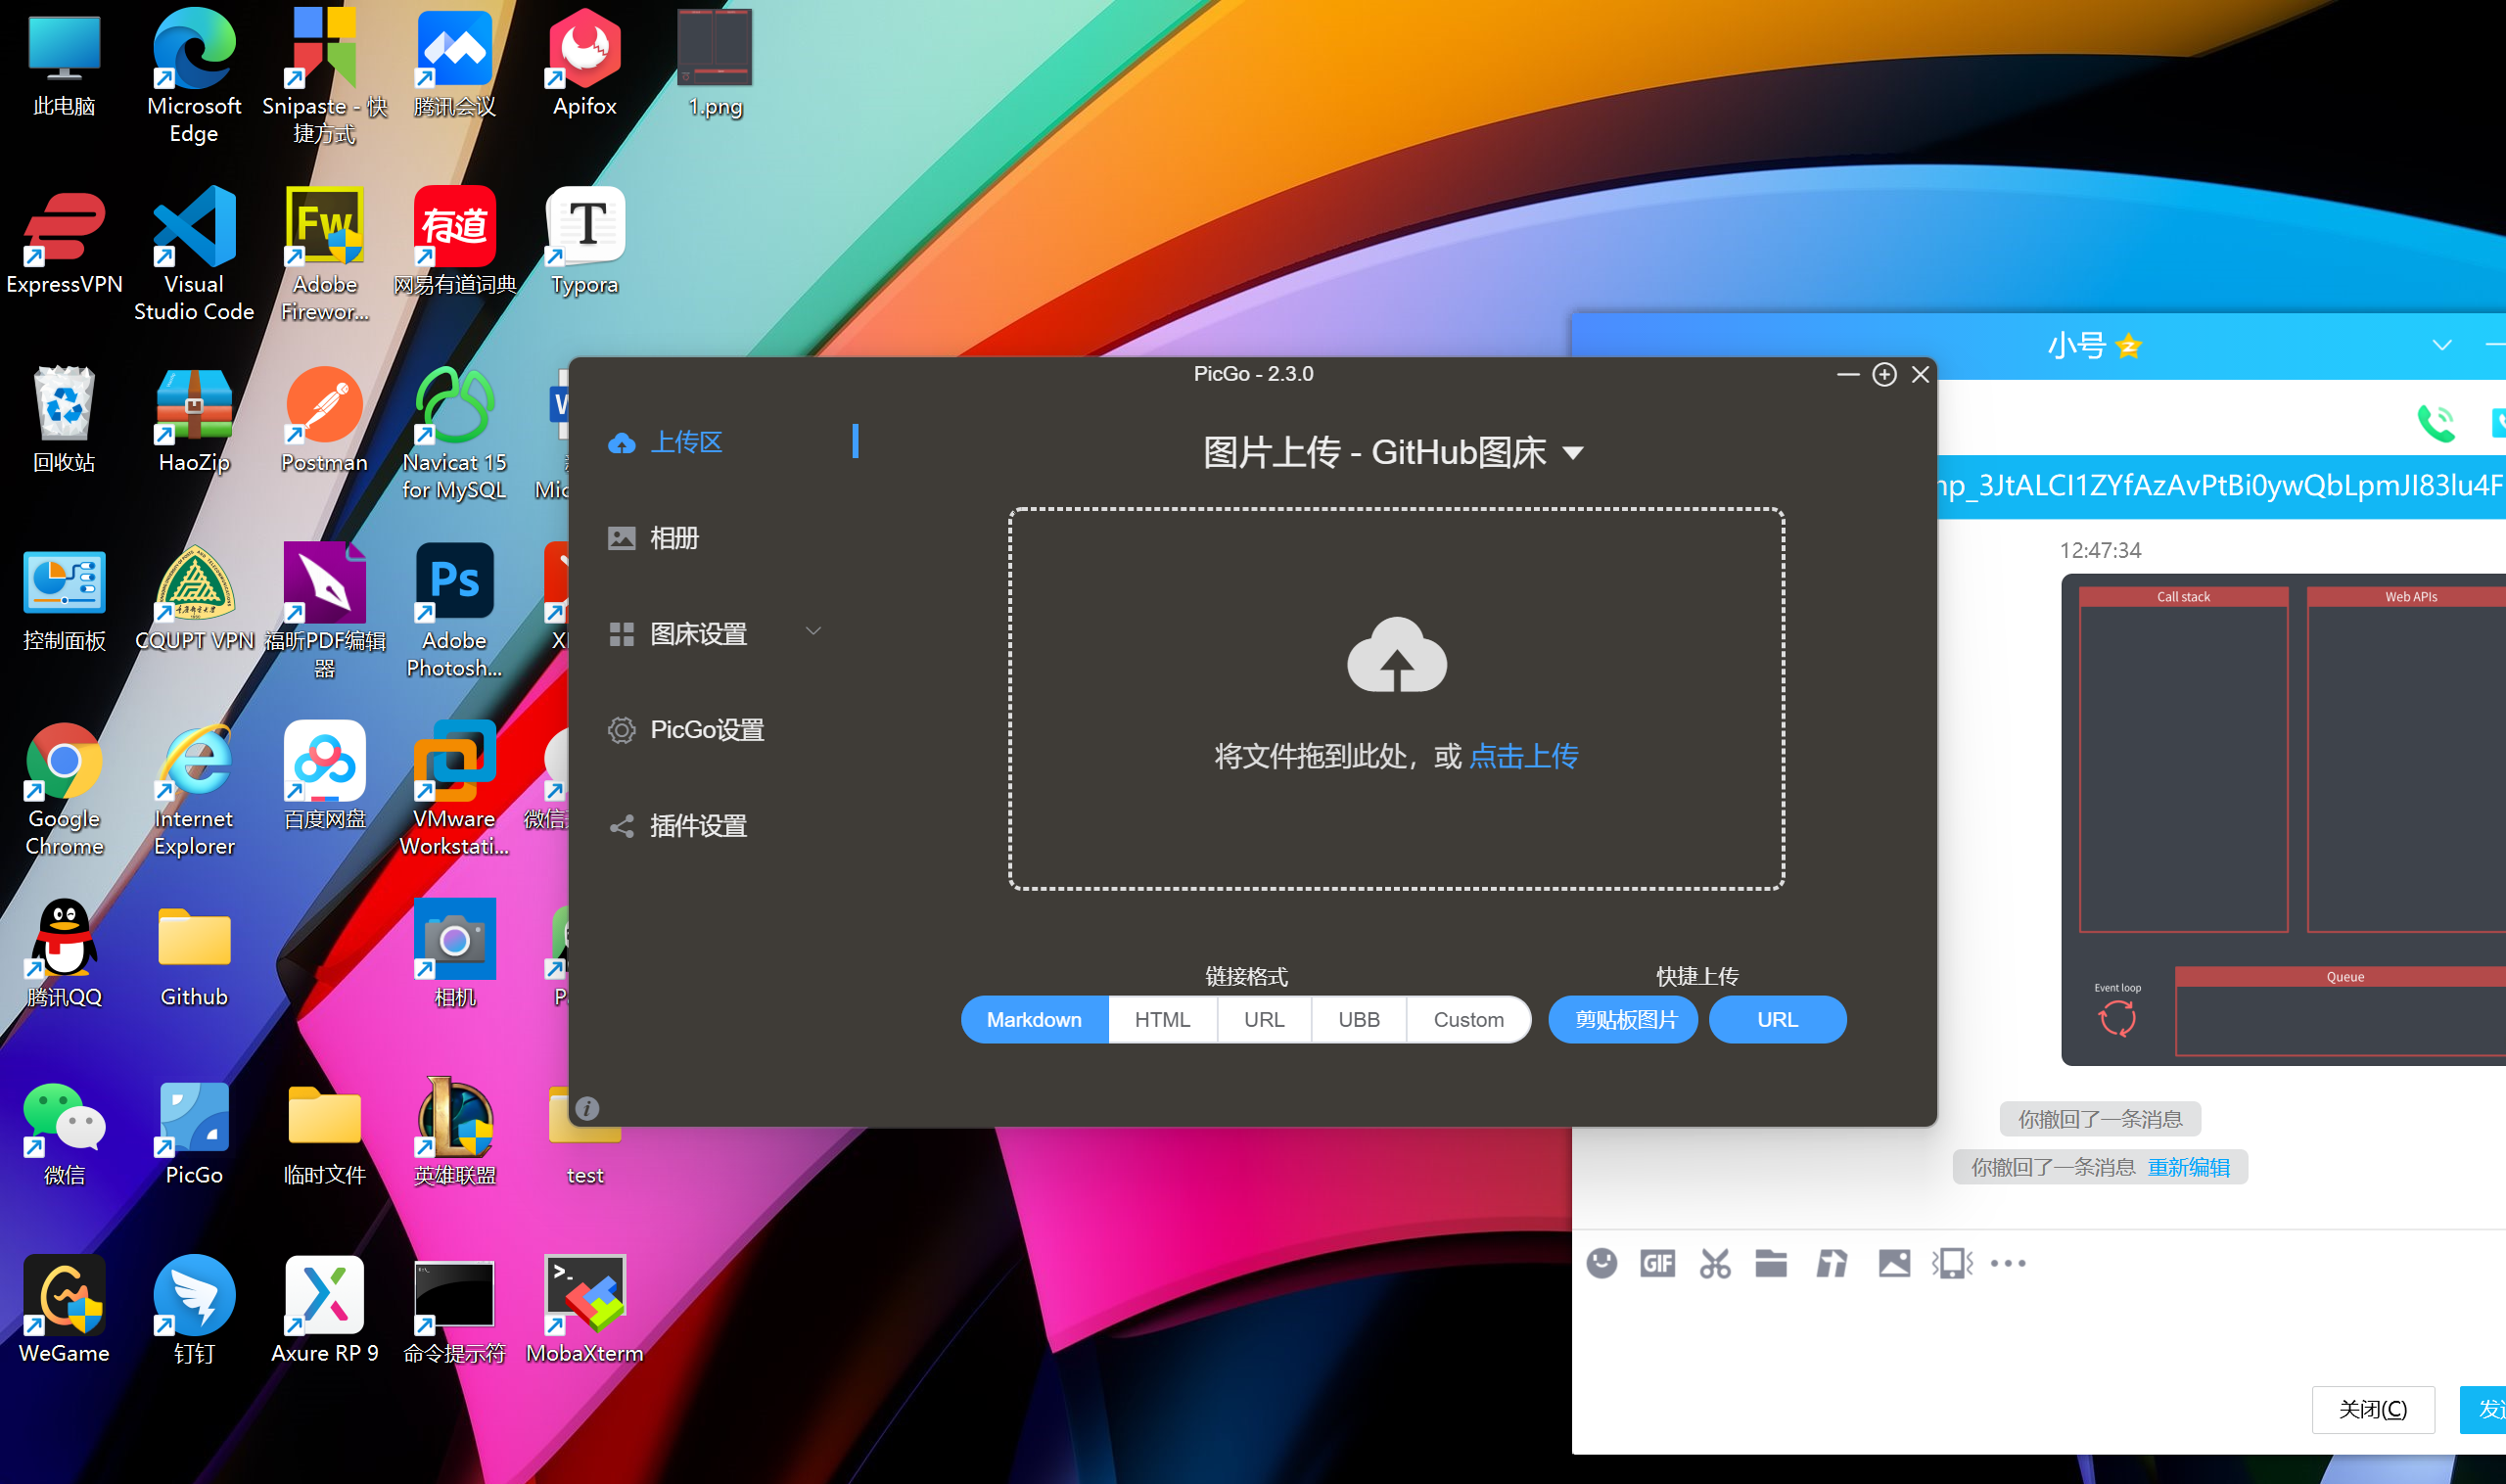 此电脑
Microsoft
Edge
Snipaste - 快
捷方式
腾讯会议
Apifox
1.png
ExpressVPN
Visual
Studio Code
Fw
Adobe
Firewor...
有道
网易有道词典
T
Typora
回收站
HaoZip
Postman
Navicat 15
for MySQL
控制面板
CQUPT VPN
福昕PDF编辑
器
Ps
Adobe
Photosh...
Google
Chrome
Internet
Explorer
百度网盘
VMware
Workstati...
微信
腾讯QQ
Github
相机
微信
PicGo
临时文件
英雄联盟
test
WeGame
钉钉
Axure RP 9
命令提示符
MobaXterm
PicGo - 2.3.0
上传区
相册
图床设置
PicGo设置
插件设置
图片上传 - GitHub图床
将文件拖到此处，或 点击上传
链接格式
快捷上传
Markdown
HTML
URL
UBB
Custom
剪贴板图片
URL
小号
12:47:34
Call stack
Web APIs
Event loop
Queue
你撤回了一条消息
你撤回了一条消息 重新编辑
GIF
关闭(C)